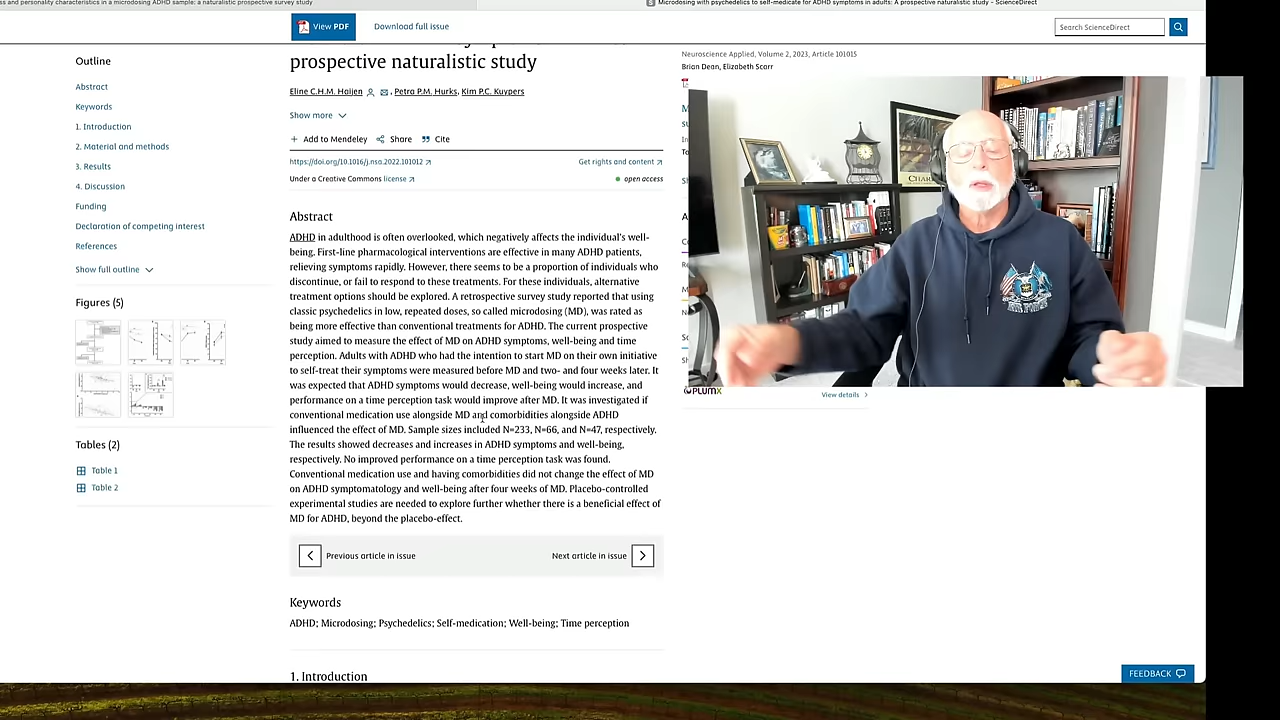 ss and personality characteristics in a microdosing ADHD sample: a naturalistic prospective survey study
Microdosing with psychedelics to self-medicate for ADHD symptoms in adults: A prospective naturalistic study - ScienceDirect
View PDF
Download full issue
Search ScienceDirect
Outline
Abstract
Keywords
1. Introduction
2. Material and methods
3. Results
4. Discussion
Funding
Declaration of competing interest
References
Show full outline
Figures (5)
Tables (2)
Table 1
Table 2
prospective naturalistic study
Eline C.H.M. Haijen, Petra P.M. Hurks, Kim P.C. Kuypers
Show more
Add to Mendeley Share Cite
https://doi.org/10.1016/j.nsa.2022.101012
Get rights and content
Under a Creative Commons license
open access
Abstract
ADHD in adulthood is often overlooked, which negatively affects the individual's well-
being. First-line pharmacological interventions are effective in many ADHD patients,
relieving symptoms rapidly. However, there seems to be a proportion of individuals who
discontinue, or fail to respond to these treatments. For these individuals, alternative
treatment options should be explored. A retrospective survey study reported that using
classic psychedelics in low, repeated doses, so called microdosing (MD), was rated as
being more effective than conventional treatments for ADHD. The current prospective
study aimed to measure the effect of MD on ADHD symptoms, well-being and time
perception. Adults with ADHD who had the intention to start MD on their own initiative
to self-treat their symptoms were measured before MD and two- and four weeks later. It
was expected that ADHD symptoms would decrease, well-being would increase, and
performance on a time perception task would improve after MD. It was investigated if
conventional medication use alongside MD and comorbidities alongside ADHD
influenced the effect of MD. Sample sizes included N=233, N=66, and N=47, respectively.
The results showed decreases and increases in ADHD symptoms and well-being,
respectively. No improved performance on a time perception task was found.
Conventional medication use and having comorbidities did not change the effect of MD
on ADHD symptomatology and well-being after four weeks of MD. Placebo-controlled
experimental studies are needed to explore further whether there is a beneficial effect of
MD for ADHD, beyond the placebo-effect.
Previous article in issue
Next article in issue
Keywords
ADHD; Microdosing; Psychedelics; Self-medication; Well-being; Time perception
1. Introduction
Neuroscience Applied, Volume 2, 2023, Article 101015
Brian Dean, Elizabeth Scarr
PLUMX
View details
FEEDBACK